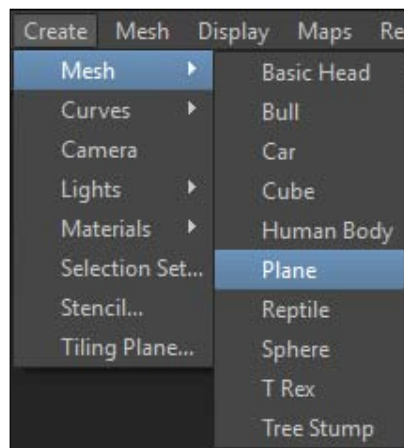 Create Mesh Display Maps Re
Mesh
Curves
Camera
Lights
Materials
Selection Set...
Stencil...
Tiling Plane...
Basic Head
Bull
Car
Cube
Human Body
Plane
Reptile
Sphere
T Rex
Tree Stump